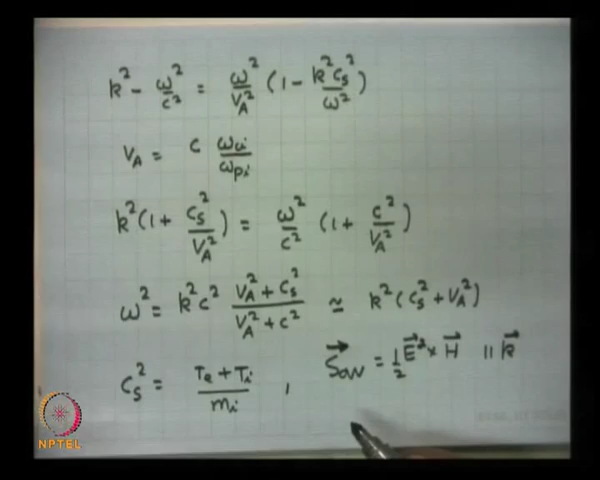 k² - ω²/c² = ω²/V_A² (1 - k²c_s²/ω²)
V_A = c ω_ci/ω_pi
k²(1 + c_s²/V_A²) = ω²/c² (1 + c²/V_A²)
ω² = k²c² (V_A² + c_s²)/(V_A² + c²) ≃ k²(c_s² + V_A²)
c_s² = (T_e + T_i)/m_i , S⃗_av = 1/2 E⃗² × H⃗ || k⃗
NPTEL